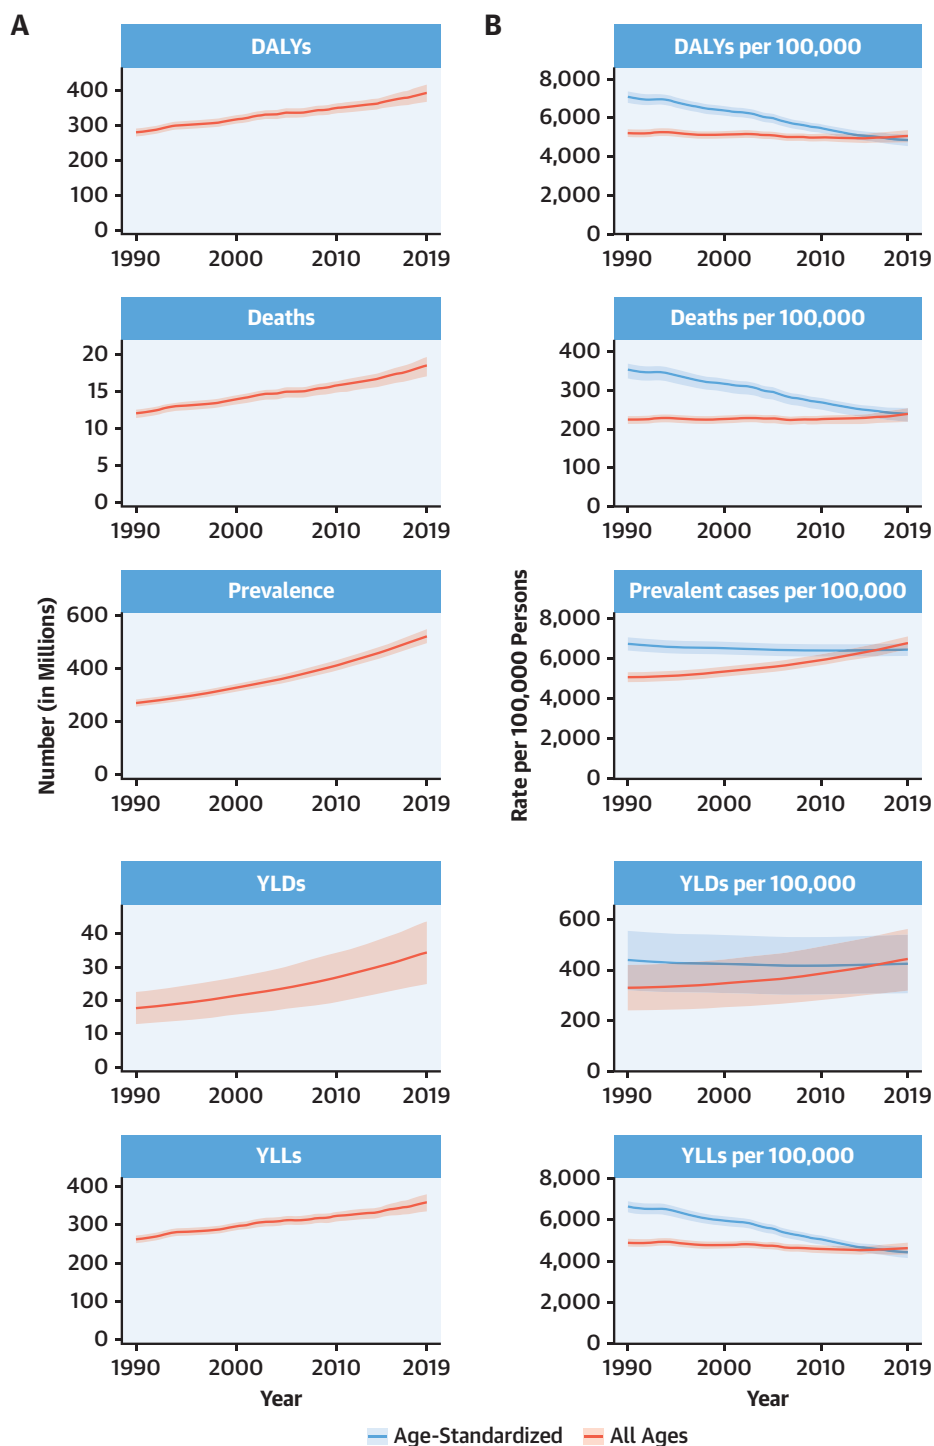 A
DALYs
400
300
200
100
0
1990 2000 2010 2019
Deaths
20
15
10
5
0
1990 2000 2010 2019
Prevalence
600
400
200
0
1990 2000 2010 2019
YLDs
40
30
20
10
0
1990 2000 2010 2019
YLLs
400
300
200
100
0
1990 2000 2010 2019
Year
Number (in Millions)
B
DALYs per 100,000
8,000
6,000
4,000
2,000
0
1990 2000 2010 2019
Deaths per 100,000
400
300
200
100
0
1990 2000 2010 2019
Prevalent cases per 100,000
8,000
6,000
4,000
2,000
0
1990 2000 2010 2019
YLDs per 100,000
600
400
200
0
1990 2000 2010 2019
YLLs per 100,000
8,000
6,000
4,000
2,000
0
1990 2000 2010 2019
Year
Rate per 100,000 Persons
Age-Standardized All Ages